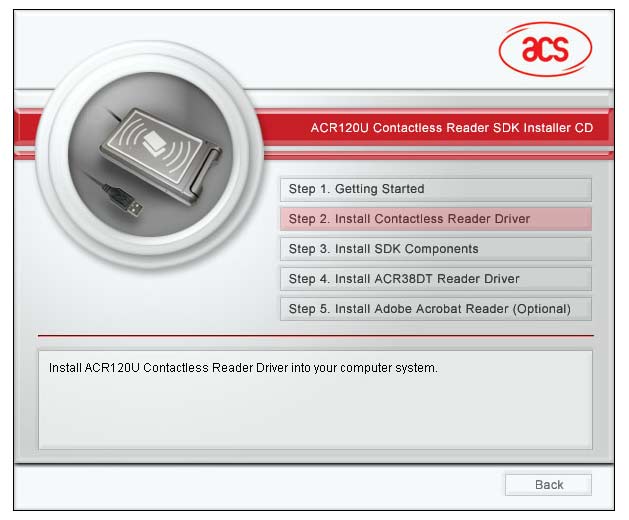 acs
ACR120U Contactless Reader SDK Installer CD
Step 1. Getting Started
Step 2. Install Contactless Reader Driver
Step 3. Install SDK Components
Step 4. Install ACR38DT Reader Driver
Step 5. Install Adobe Acrobat Reader (Optional)
Install ACR120U Contactless Reader Driver into your computer system.
Back